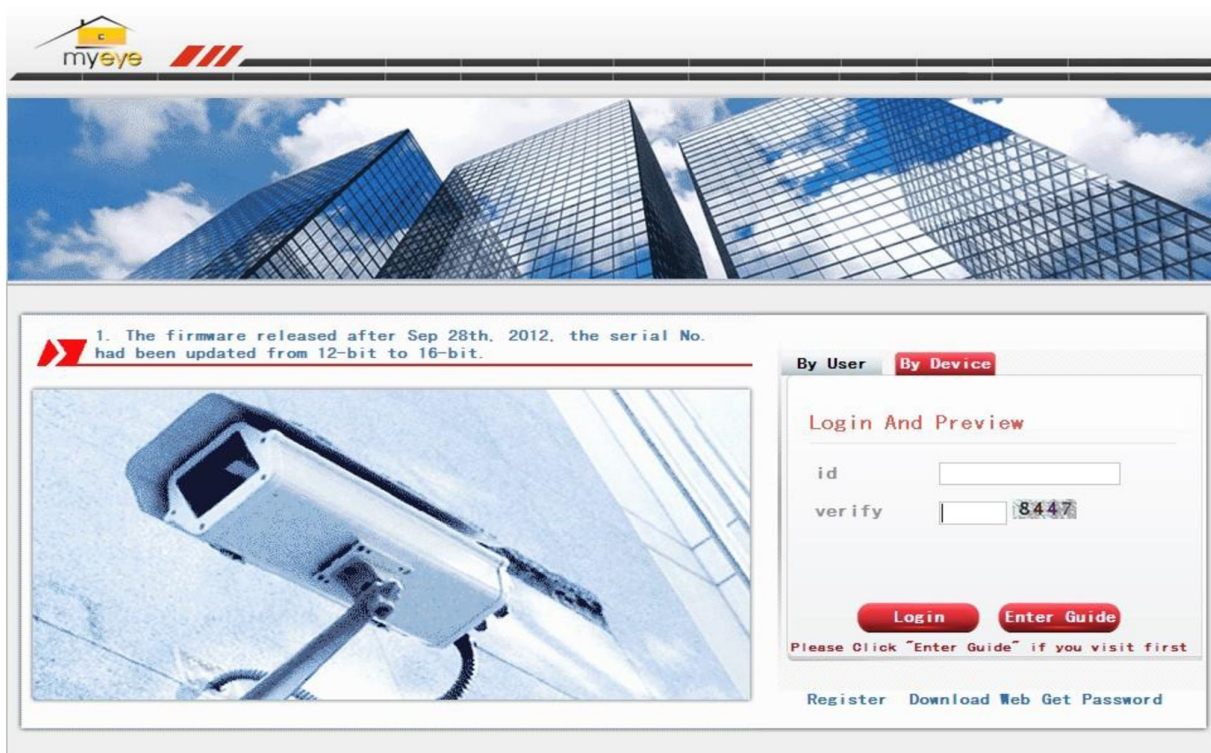 myeye
1. The firmware released after Sep 28th, 2012, the serial No.
had been updated from 12-bit to 16-bit.
By User By Device
Login And Preview
id
verify 8447
Login Enter Guide
Please Click "Enter Guide" if you visit first
Register Download Web Get Password